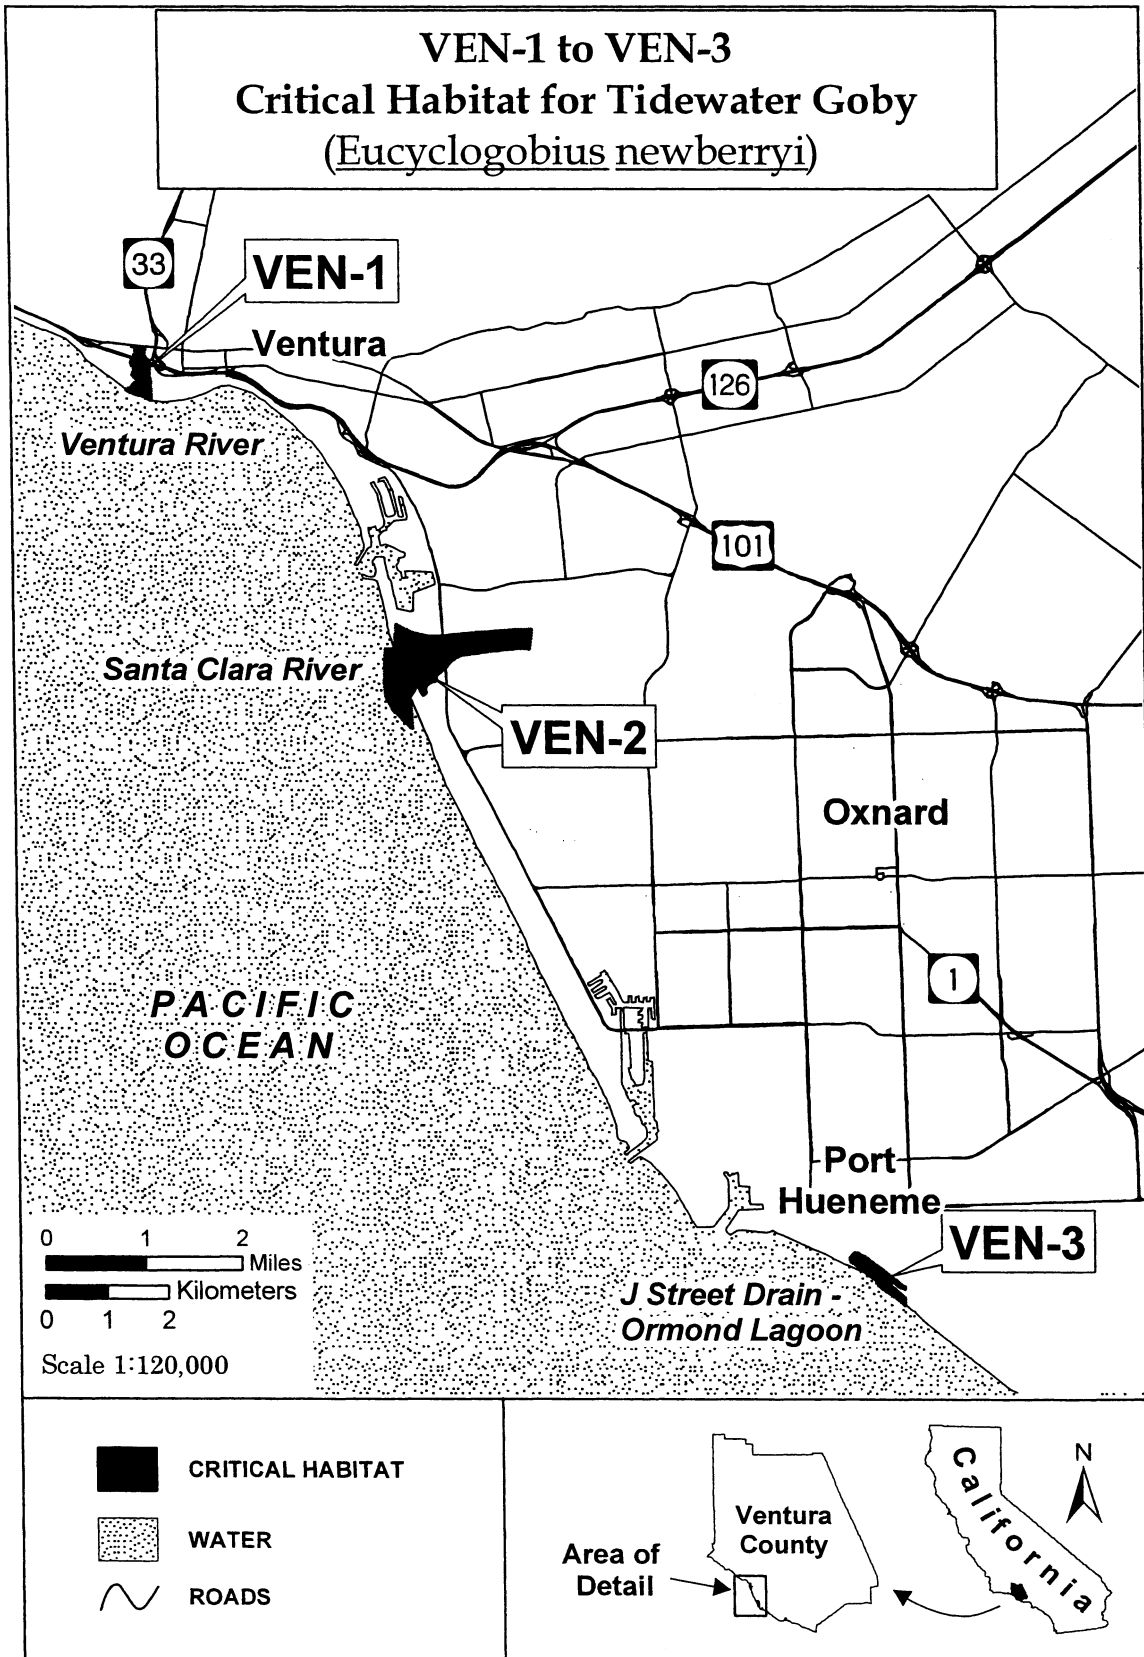 VEN-1 to VEN-3
Critical Habitat for Tidewater Goby
(Eucyclogobius newberryi)
33
VEN-1
Ventura
126
Ventura River
101
Santa Clara River
VEN-2
Oxnard
1
PACIFIC
OCEAN
Port
Hueneme
VEN-3
J Street Drain -
Ormond Lagoon
0 1 2
Miles
Kilometers
0 1 2
Scale 1:120,000
CRITICAL HABITAT
WATER
ROADS
Area of
Detail
Ventura
County
California
N